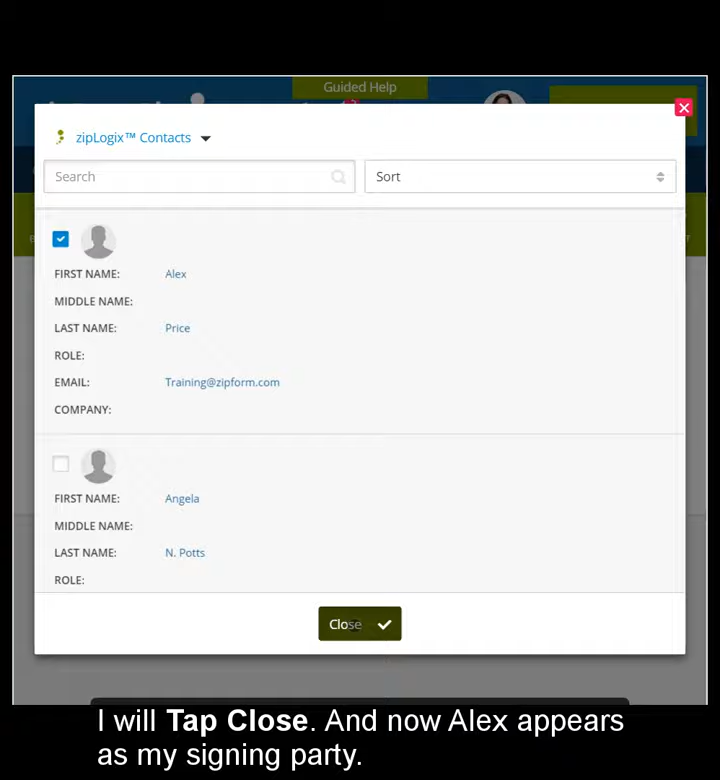 Guided Help
zipLogix™ Contacts
Search
Sort
FIRST NAME: Alex
MIDDLE NAME:
LAST NAME: Price
ROLE:
EMAIL: Training@zipform.com
COMPANY:
FIRST NAME: Angela
MIDDLE NAME:
LAST NAME: N. Potts
ROLE:
Close
I will Tap Close. And now Alex appears
as my signing party.